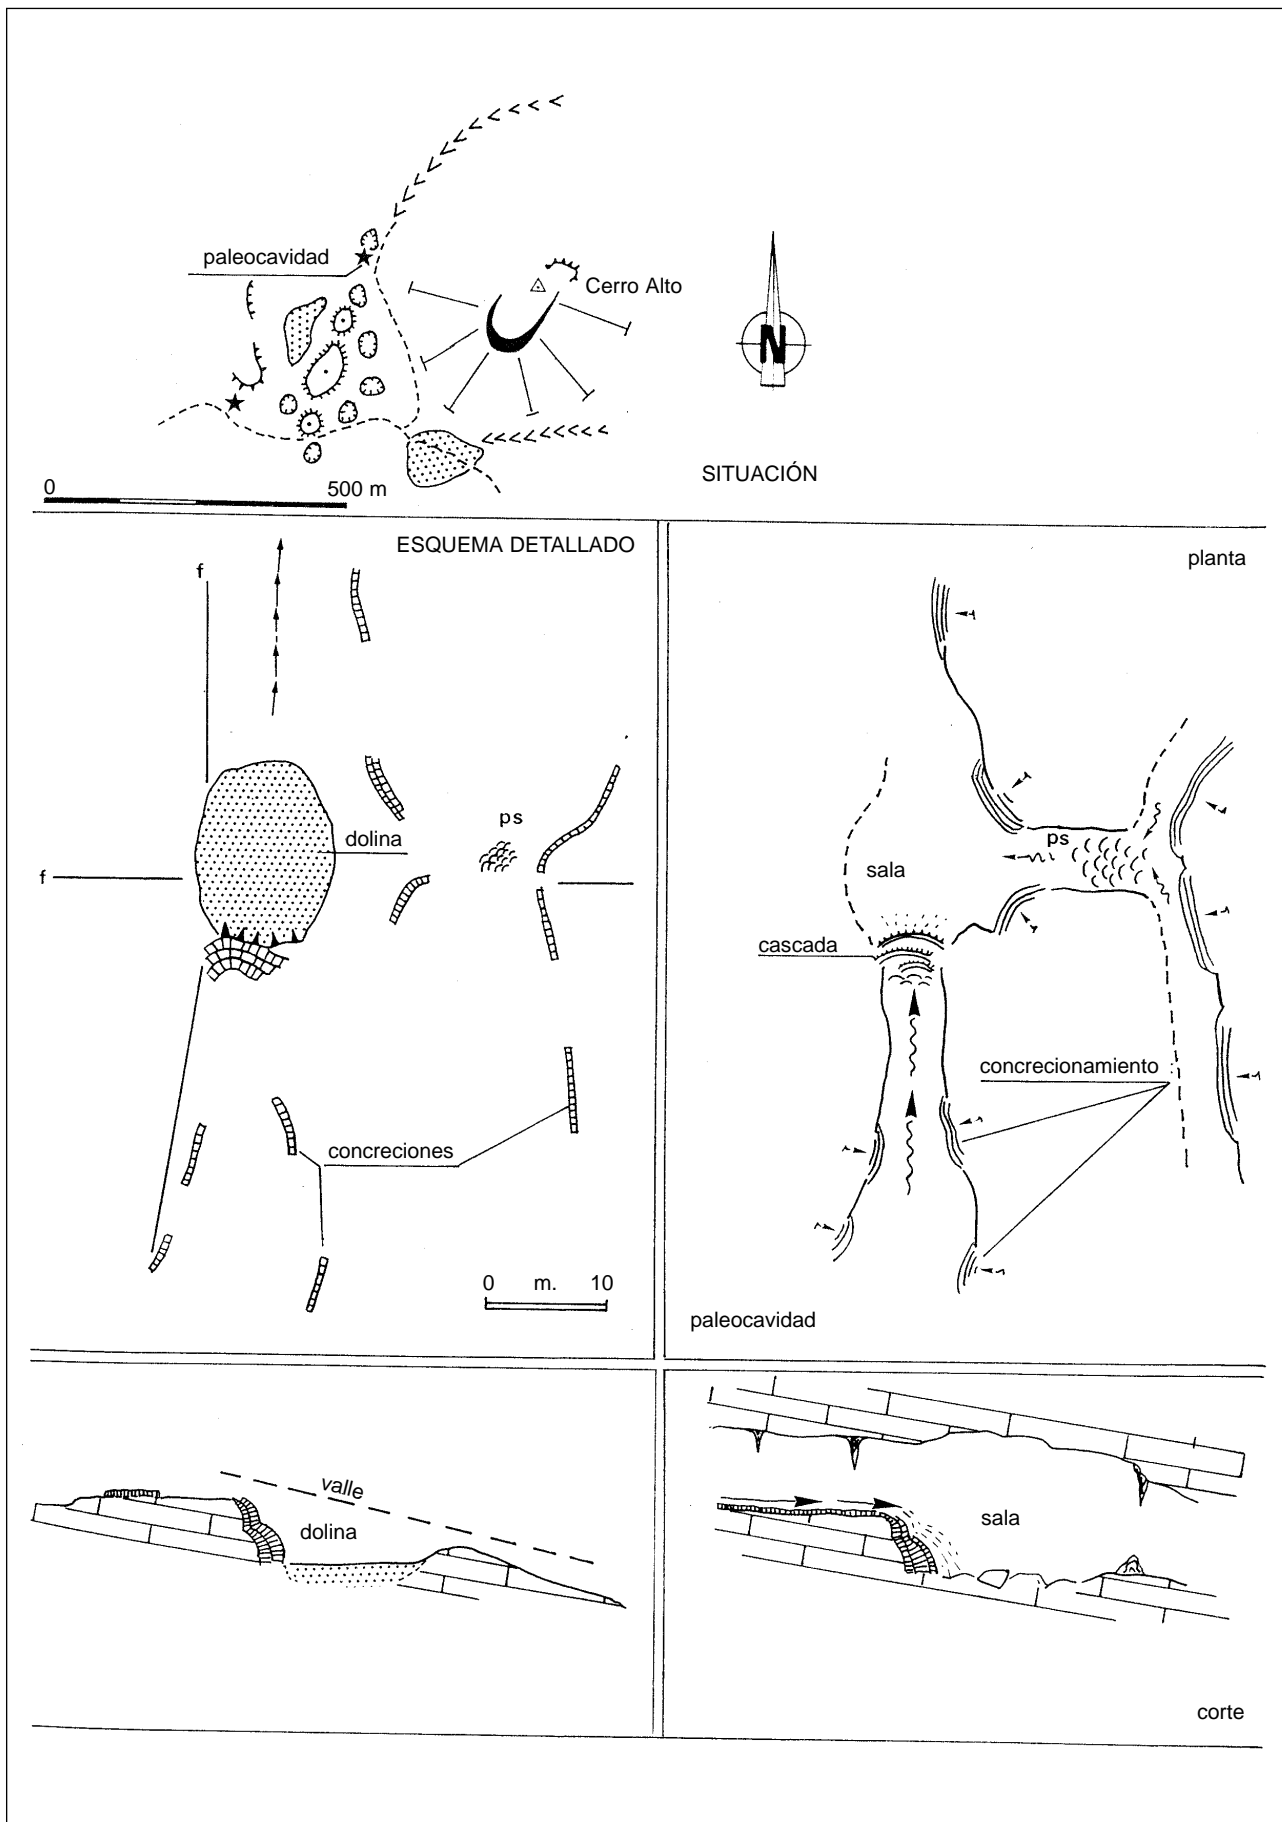 paleocavidad
Cerro Alto
N
SITUACIÓN
0 500 m
ESQUEMA DETALLADO
f
dolina
ps
f
concreciones
0 m. 10
planta
ps
sala
cascada
concrecionamiento
paleocavidad
valle
dolina
sala
corte